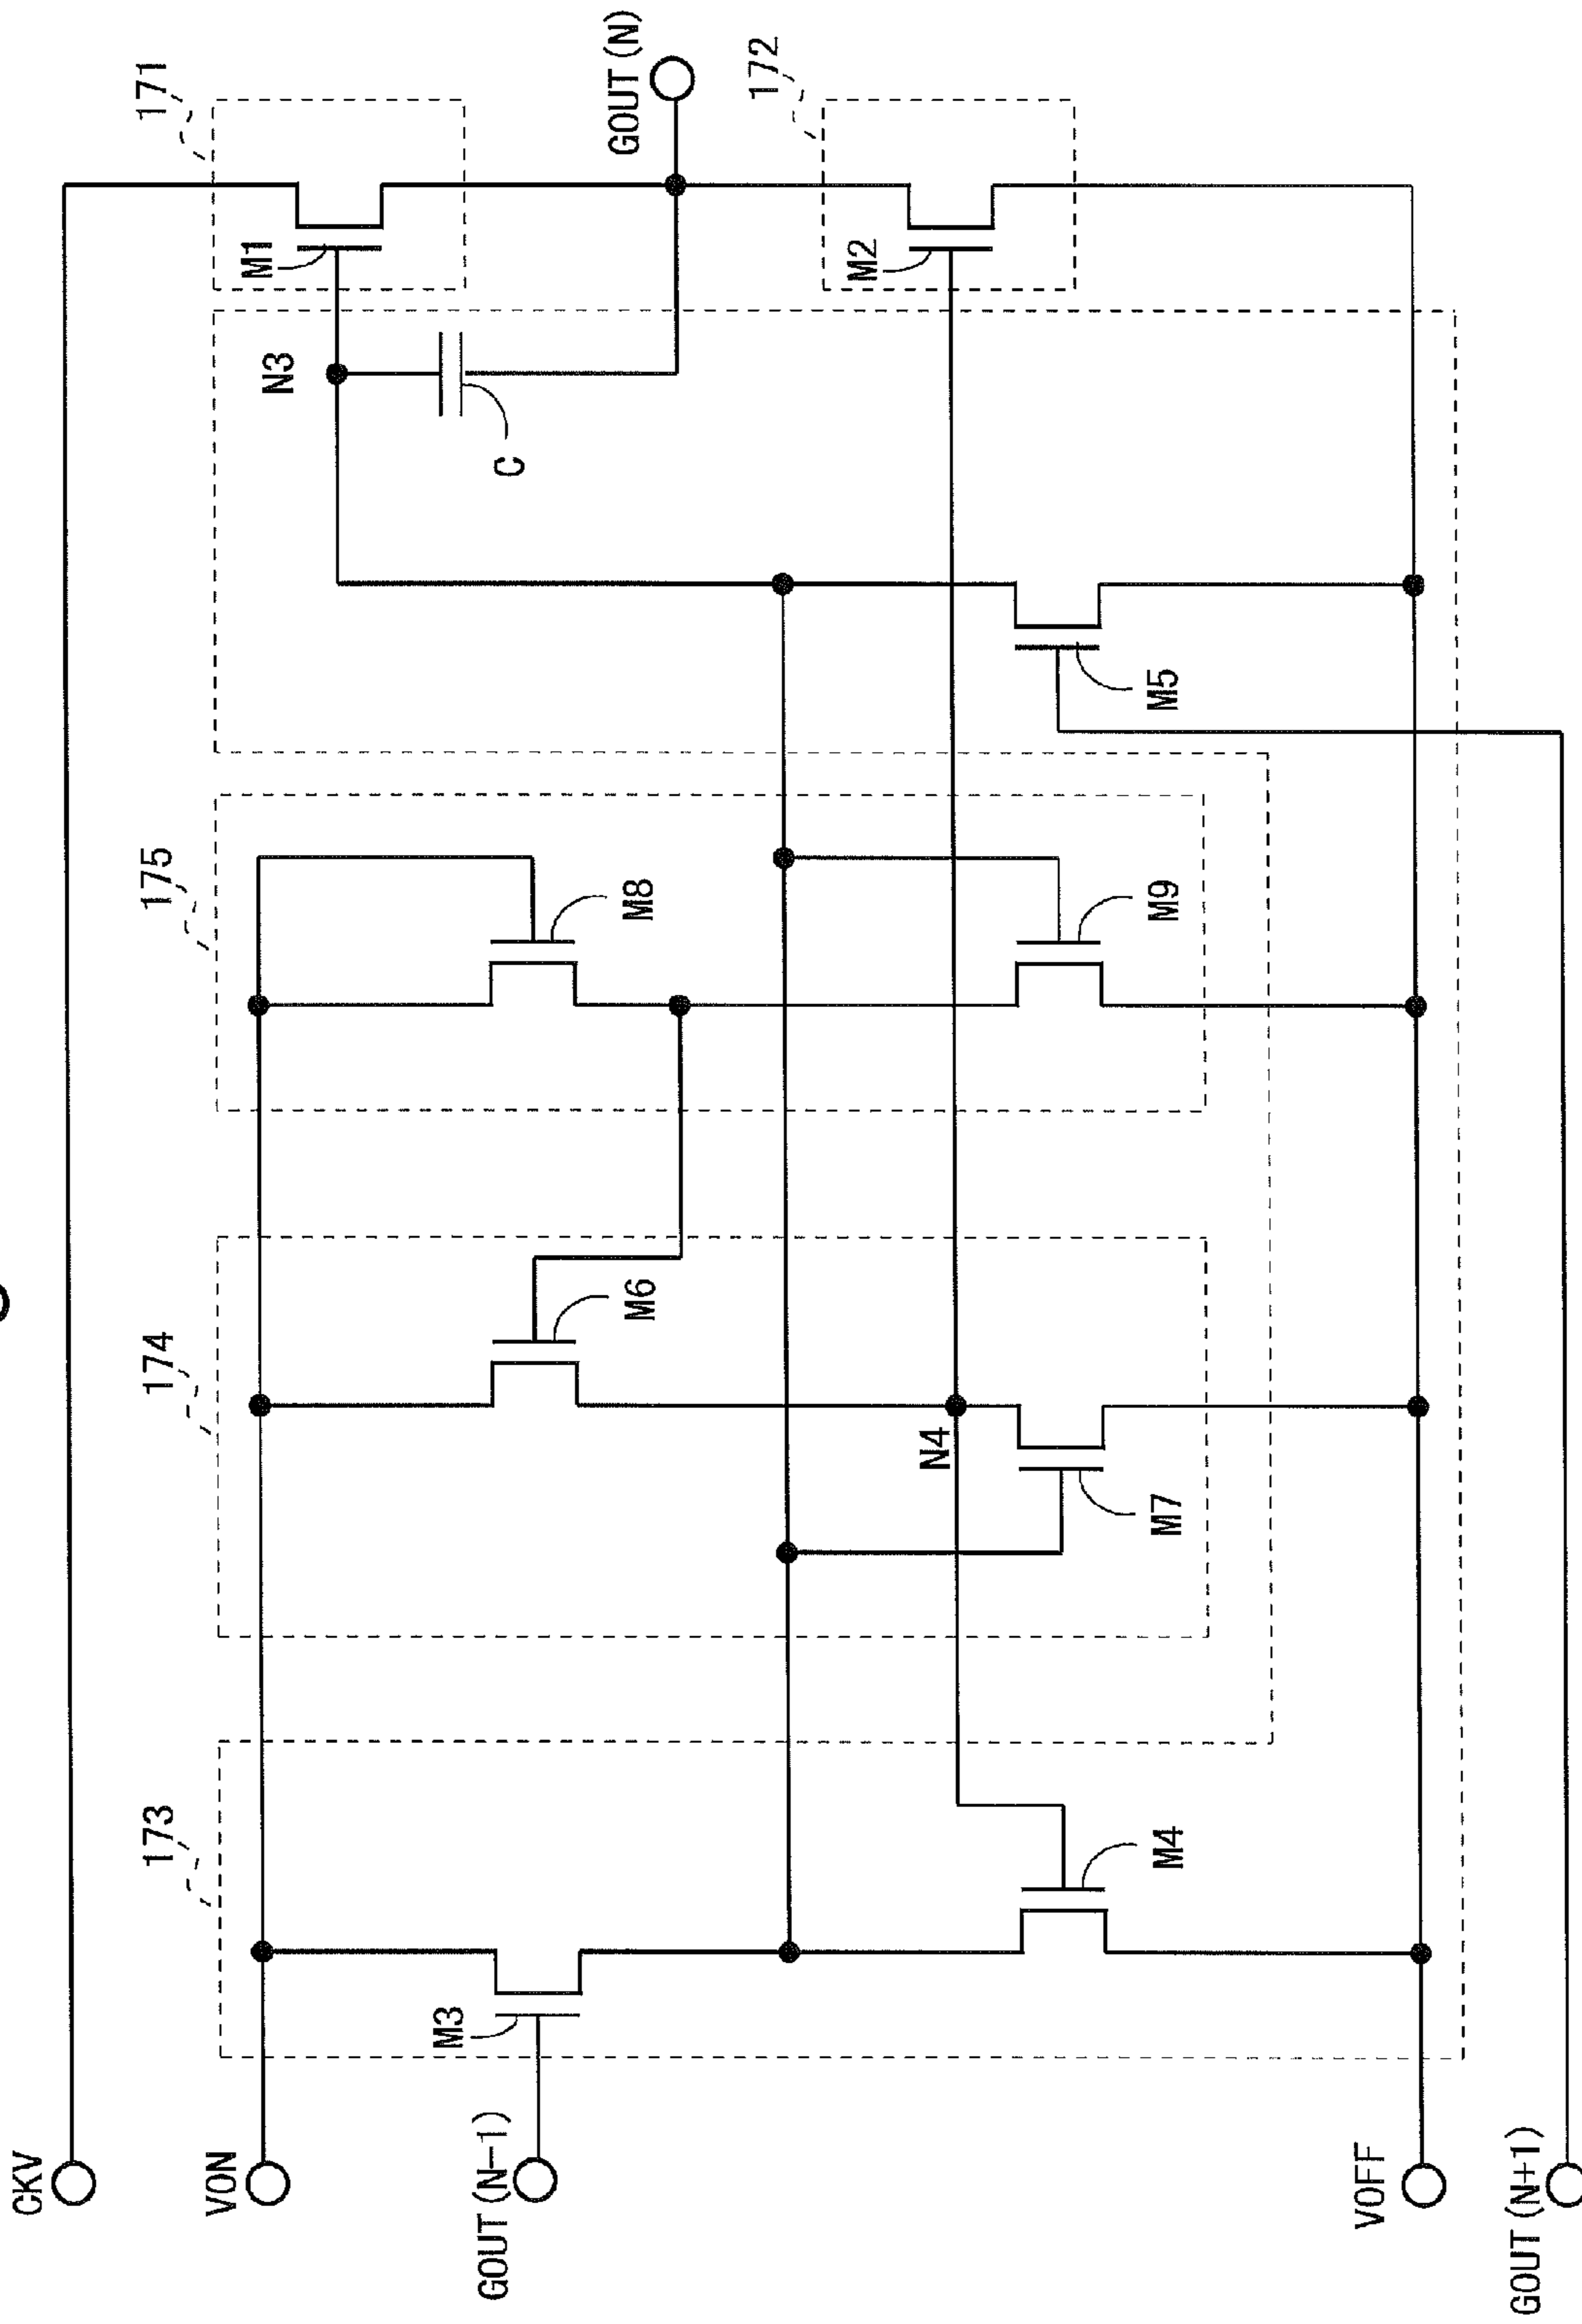 CKV
VON
GOUT (N−1)
VOFF
GOUT (N+1)
173
174
175
171
172
M3
M4
M6
N4
M7
M8
M9
M5
N3
C
M1
GOUT (N)
M2